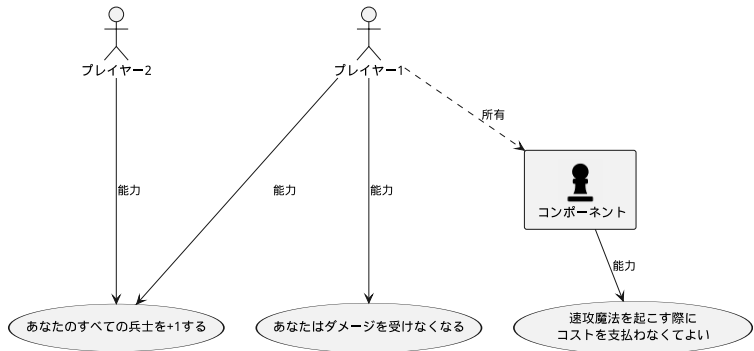 プレイヤー2
プレイヤー1
所有
能力
能力
能力
コンポーネント
能力
あなたのすべての兵士を+1する
あなたはダメージを受けなくなる
速攻魔法を起こす際に
コストを支払わなくてよい